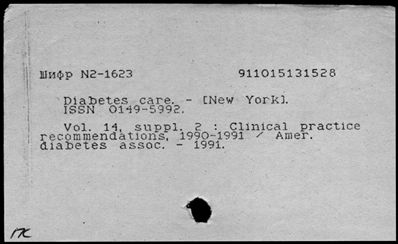 Шифр N2-1623 911015131528
Diabetes care. - [New York].
ISSN 0149-5992.
Vol. 14, suppl. 2 : Clinical practice
recommendations, 1990-1991 / Amer.
diabetes assoc. - 1991.